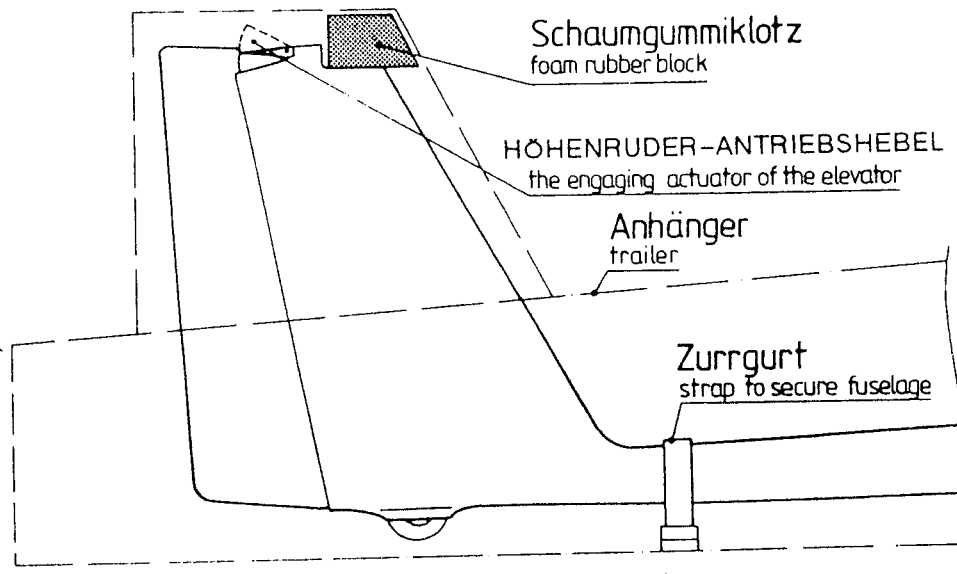 Schaumgummiklotz
foam rubber block
HÖHENRUDER-ANTRIEBSHEBEL
the engaging actuator of the elevator
Anhänger
trailer
Zurrgurt
strap to secure fuselage